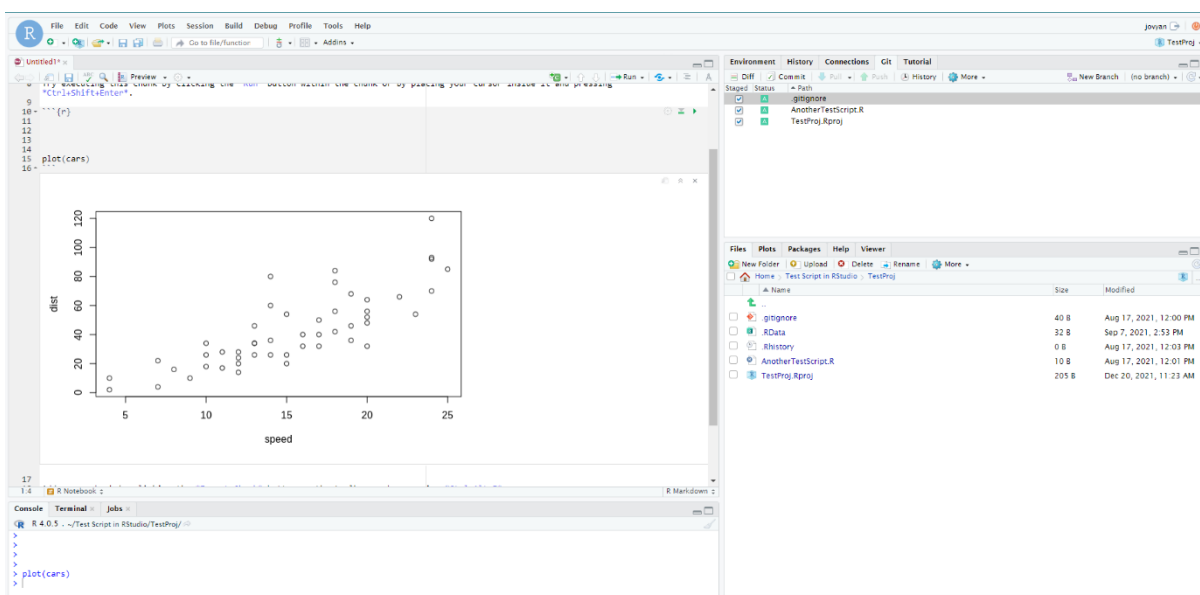 R
File Edit Code View Plots Session Build Debug Profile Tools Help
jovyan
Go to file/function
Addins
TestProj
Untitled1*
Preview
Run
Try executing this chunk by clicking the *Run* button within the chunk or by placing your cursor inside it and pressing
*Ctrl+Shift+Enter*.
9
10 ```{r}
11
12
13
14
15 plot(cars)
16 ```
120
100
80
60
40
20
0
dist
5 10 15 20 25
speed
17
1:4 R Notebook R Markdown
Console Terminal Jobs
R 4.0.5 . ~/Test Script in RStudio/TestProj/
>
>
>
>
> plot(cars)
>
Environment History Connections Git Tutorial
Diff Commit Pull Push History More New Branch (no branch)
Staged Status Path
A .gitignore
A AnotherTestScript.R
A TestProj.Rproj
Files Plots Packages Help Viewer
New Folder Upload Delete Rename More
Home Test Script in RStudio TestProj
Name Size Modified
..
.gitignore 40 B Aug 17, 2021, 12:00 PM
.RData 32 B Sep 7, 2021, 2:53 PM
.Rhistory 0 B Aug 17, 2021, 12:03 PM
AnotherTestScript.R 10 B Aug 17, 2021, 12:01 PM
TestProj.Rproj 205 B Dec 20, 2021, 11:23 AM